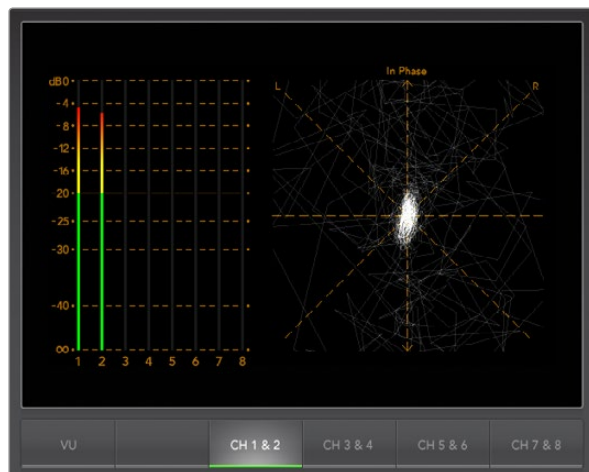 In Phase
dB0
-4
-8
-12
-16
-20
-25
-30
-40
00
1 2 3 4 5 6 7 8
L
R
VU
CH 1 & 2
CH 3 & 4
CH 5 & 6
CH 7 & 8